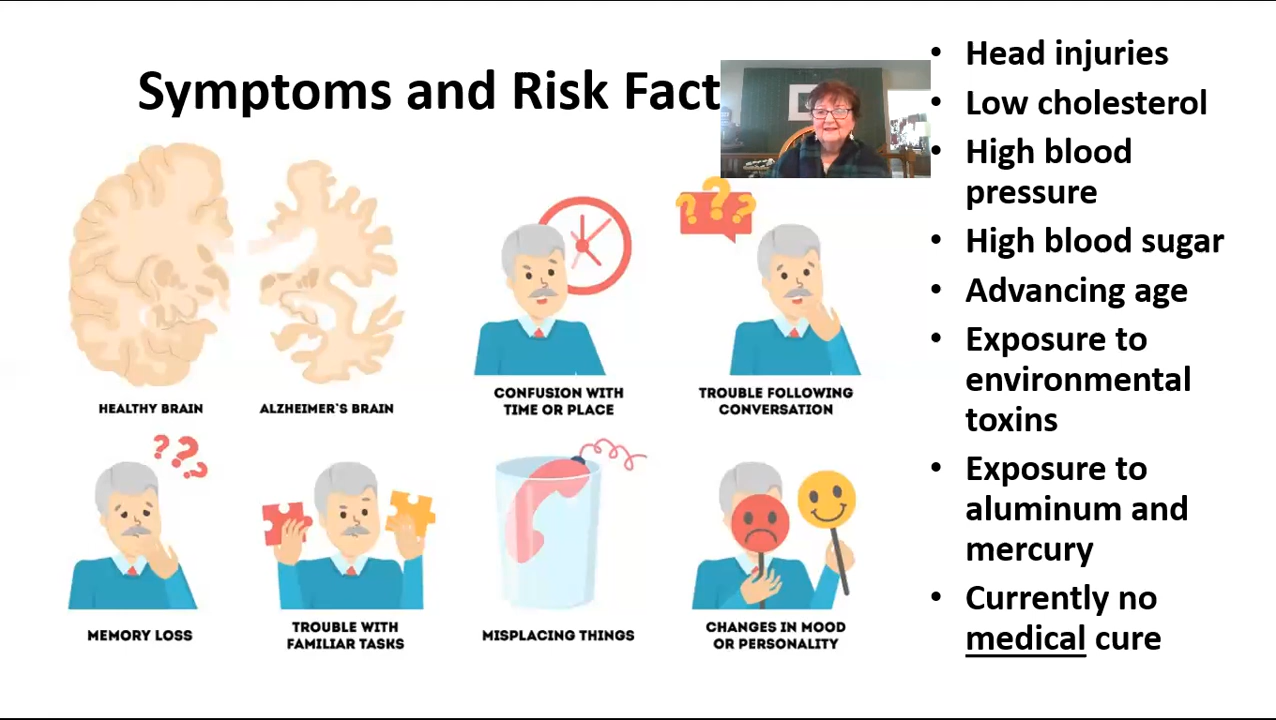 Symptoms and Risk Fact
HEALTHY BRAIN
ALZHEIMER'S BRAIN
CONFUSION WITH
TIME OR PLACE
? ? ?
TROUBLE FOLLOWING
CONVERSATION
? ? ?
MEMORY LOSS
TROUBLE WITH
FAMILIAR TASKS
MISPLACING THINGS
CHANGES IN MOOD
OR PERSONALITY
• Head injuries
• Low cholesterol
• High blood
pressure
• High blood sugar
• Advancing age
• Exposure to
environmental
toxins
• Exposure to
aluminum and
mercury
• Currently no
medical cure